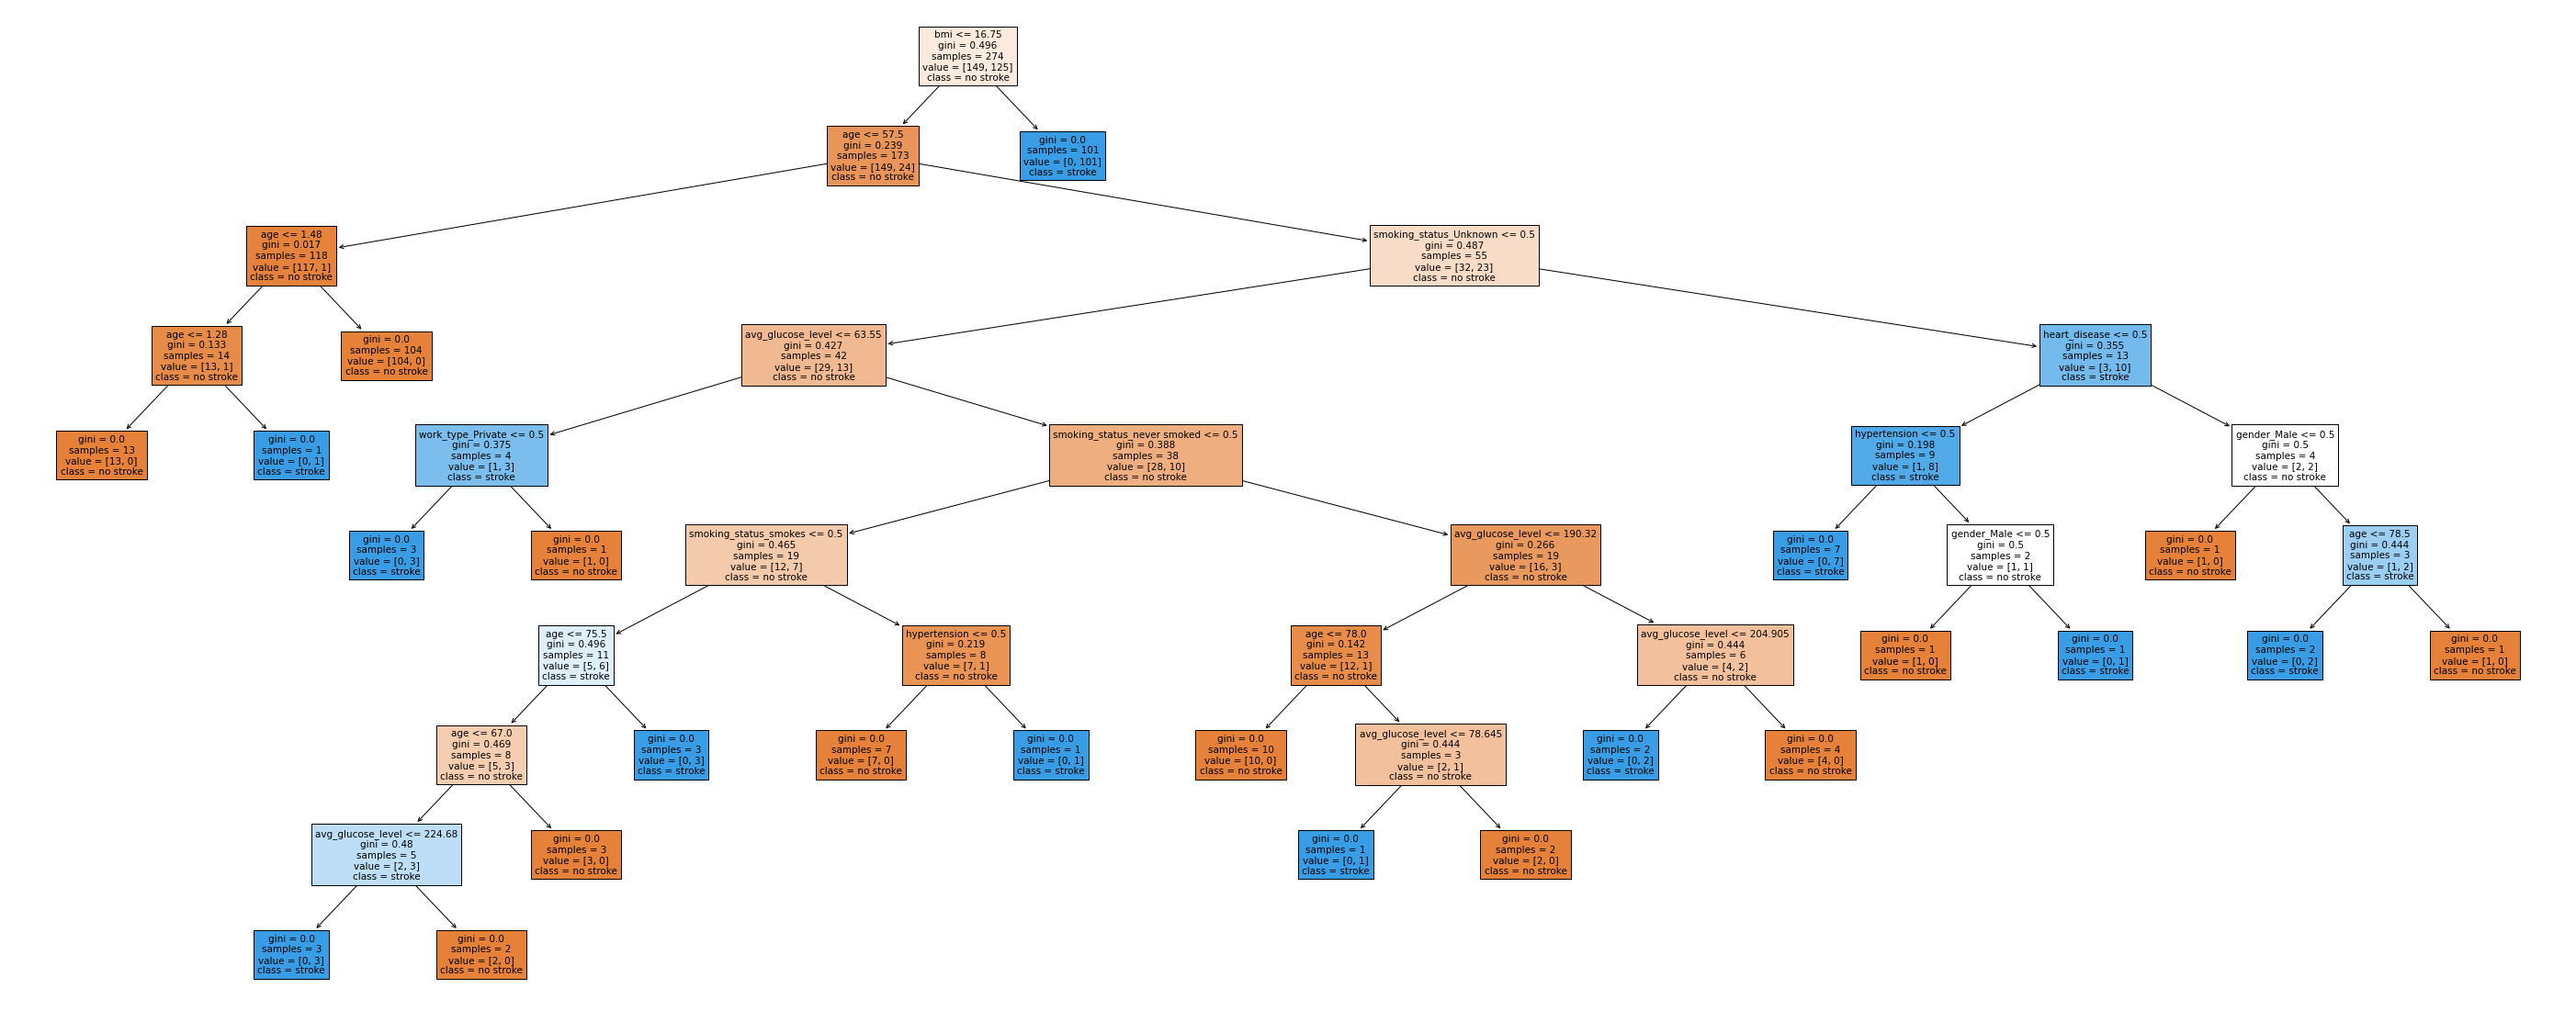 bmi <= 16.75
gini = 0.496
samples = 274
value = [149, 125]
class = no stroke
age <= 57.5
gini = 0.239
samples = 173
value = [149, 24]
class = no stroke
gini = 0.0
samples = 101
value = [0, 101]
class = stroke
age <= 1.48
gini = 0.017
samples = 118
value = [117, 1]
class = no stroke
smoking_status_Unknown <= 0.5
gini = 0.487
samples = 55
value = [32, 23]
class = no stroke
age <= 1.28
gini = 0.133
samples = 14
value = [13, 1]
class = no stroke
gini = 0.0
samples = 104
value = [104, 0]
class = no stroke
avg_glucose_level <= 63.55
gini = 0.427
samples = 42
value = [29, 13]
class = no stroke
heart_disease <= 0.5
gini = 0.355
samples = 13
value = [3, 10]
class = stroke
gini = 0.0
samples = 13
value = [13, 0]
class = no stroke
gini = 0.0
samples = 1
value = [0, 1]
class = stroke
work_type_Private <= 0.5
gini = 0.375
samples = 4
value = [1, 3]
class = stroke
smoking_status_never smoked <= 0.5
gini = 0.388
samples = 38
value = [28, 10]
class = no stroke
hypertension <= 0.5
gini = 0.198
samples = 9
value = [1, 8]
class = stroke
gender_Male <= 0.5
gini = 0.5
samples = 4
value = [2, 2]
class = no stroke
gini = 0.0
samples = 3
value = [0, 3]
class = stroke
gini = 0.0
samples = 1
value = [1, 0]
class = no stroke
smoking_status_smokes <= 0.5
gini = 0.465
samples = 19
value = [12, 7]
class = no stroke
avg_glucose_level <= 190.32
gini = 0.266
samples = 19
value = [16, 3]
class = no stroke
gini = 0.0
samples = 7
value = [0, 7]
class = stroke
gender_Male <= 0.5
gini = 0.5
samples = 2
value = [1, 1]
class = no stroke
gini = 0.0
samples = 1
value = [1, 0]
class = no stroke
age <= 78.5
gini = 0.444
samples = 3
value = [1, 2]
class = stroke
age <= 75.5
gini = 0.496
samples = 11
value = [5, 6]
class = stroke
hypertension <= 0.5
gini = 0.219
samples = 8
value = [7, 1]
class = no stroke
age <= 78.0
gini = 0.142
samples = 13
value = [12, 1]
class = no stroke
avg_glucose_level <= 204.905
gini = 0.444
samples = 6
value = [4, 2]
class = no stroke
gini = 0.0
samples = 1
value = [1, 0]
class = no stroke
gini = 0.0
samples = 1
value = [0, 1]
class = stroke
gini = 0.0
samples = 2
value = [0, 2]
class = stroke
gini = 0.0
samples = 1
value = [1, 0]
class = no stroke
age <= 67.0
gini = 0.469
samples = 8
value = [5, 3]
class = no stroke
gini = 0.0
samples = 3
value = [0, 3]
class = stroke
gini = 0.0
samples = 7
value = [7, 0]
class = no stroke
gini = 0.0
samples = 1
value = [0, 1]
class = stroke
gini = 0.0
samples = 10
value = [10, 0]
class = no stroke
avg_glucose_level <= 78.645
gini = 0.444
samples = 3
value = [2, 1]
class = no stroke
gini = 0.0
samples = 2
value = [0, 2]
class = stroke
gini = 0.0
samples = 4
value = [4, 0]
class = no stroke
avg_glucose_level <= 224.68
gini = 0.48
samples = 5
value = [2, 3]
class = stroke
gini = 0.0
samples = 3
value = [3, 0]
class = no stroke
gini = 0.0
samples = 1
value = [0, 1]
class = stroke
gini = 0.0
samples = 2
value = [2, 0]
class = no stroke
gini = 0.0
samples = 3
value = [0, 3]
class = stroke
gini = 0.0
samples = 2
value = [2, 0]
class = no stroke